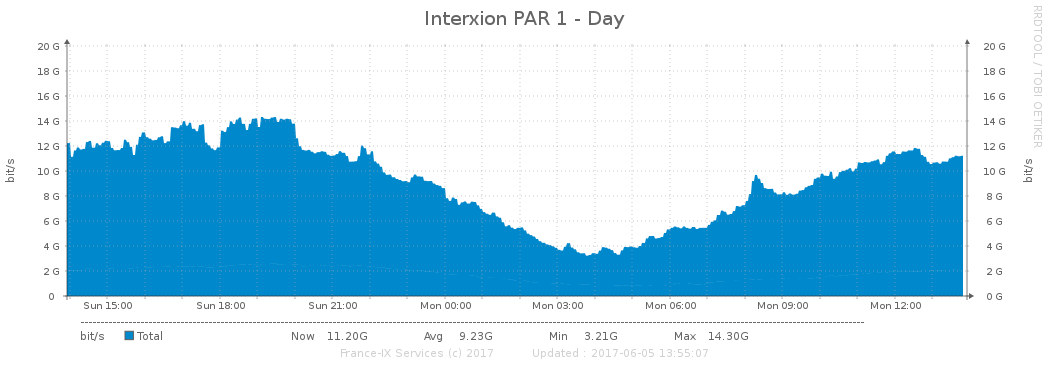 Interxion PAR 1 - Day
RRDTOOL / TOBI OETIKER
bit/s
20 G 20 G
18 G 18 G
16 G 16 G
14 G 14 G
12 G 12 G
10 G 10 G
8 G 8 G
6 G 6 G
4 G 4 G
2 G 2 G
0 0 G
bit/s
Sun 15:00 Sun 18:00 Sun 21:00 Mon 00:00 Mon 03:00 Mon 06:00 Mon 09:00 Mon 12:00
bit/s Total Now 11.20G Avg 9.23G Min 3.21G Max 14.30G
France-IX Services (c) 2017 Updated : 2017-06-05 13:55:07